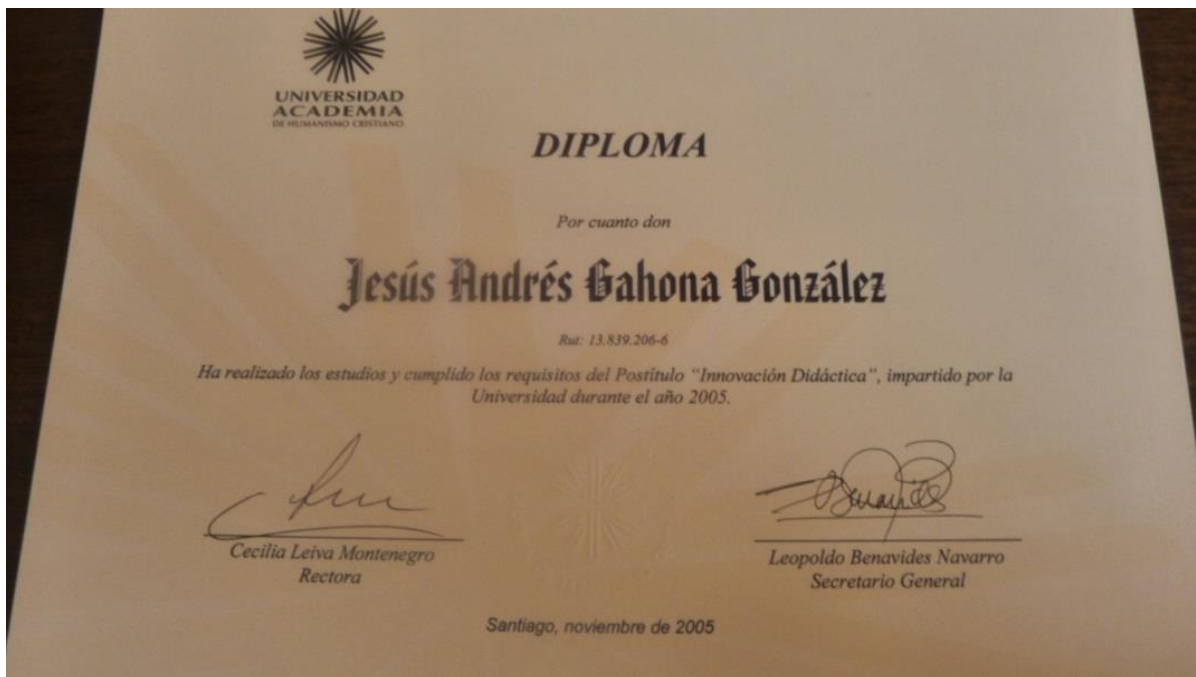 UNIVERSIDAD
ACADEMIA
DE HUMANISMO CRISTIANO
DIPLOMA
Por cuanto don
Jesús Andrés Gahona González
Rut: 13.839.206-6
Ha realizado los estudios y cumplido los requisitos del Postítulo "Innovación Didáctica", impartido por la
Universidad durante el año 2005.
Benavides
Cecilia Leiva Montenegro
Rectora
Leopoldo Benavides Navarro
Secretario General
Santiago, noviembre de 2005